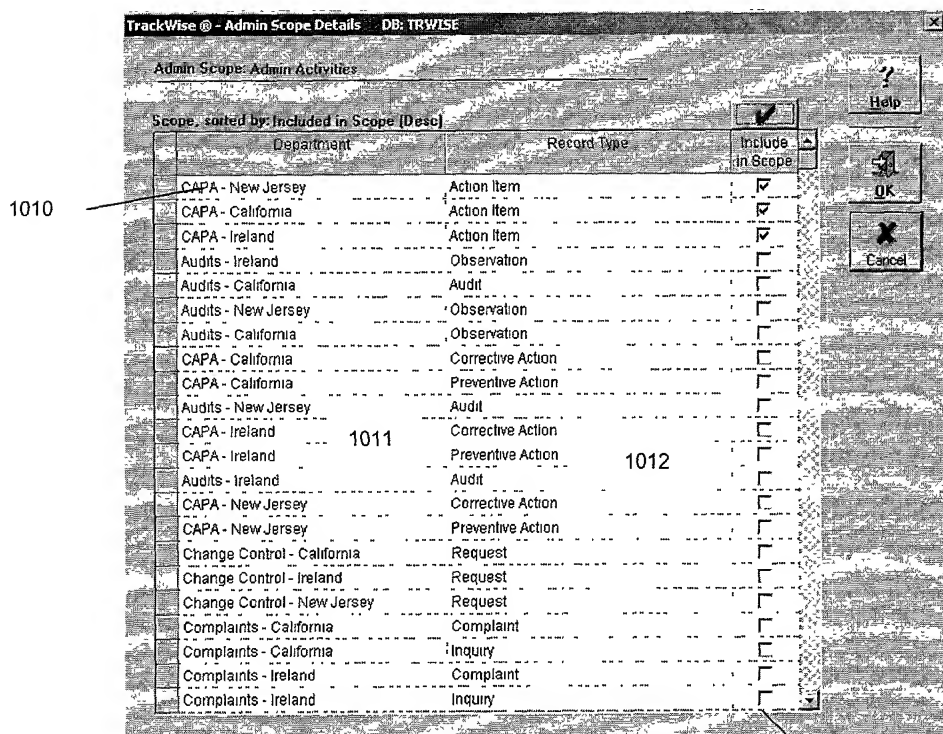 TrackWise ® - Admin Scope Details DB: TRWISE
Admin Scope: Admin Activities
Help
Scope, sorted by: Included in Scope (Desc)
Department Record Type Include in Scope
OK
Cancel
1010
CAPA - New Jersey Action Item
CAPA - California Action Item
CAPA - Ireland Action Item
Audits - Ireland Observation
Audits - California Audit
Audits - New Jersey Observation
Audits - California Observation
CAPA - California Corrective Action
CAPA - California Preventive Action
Audits - New Jersey Audit
CAPA - Ireland 1011 Corrective Action
CAPA - Ireland Preventive Action 1012
Audits - Ireland Audit
CAPA - New Jersey Corrective Action
CAPA - New Jersey Preventive Action
Change Control - California Request
Change Control - Ireland Request
Change Control - New Jersey Request
Complaints - California Complaint
Complaints - California Inquiry
Complaints - Ireland Complaint
Complaints - Ireland Inquiry